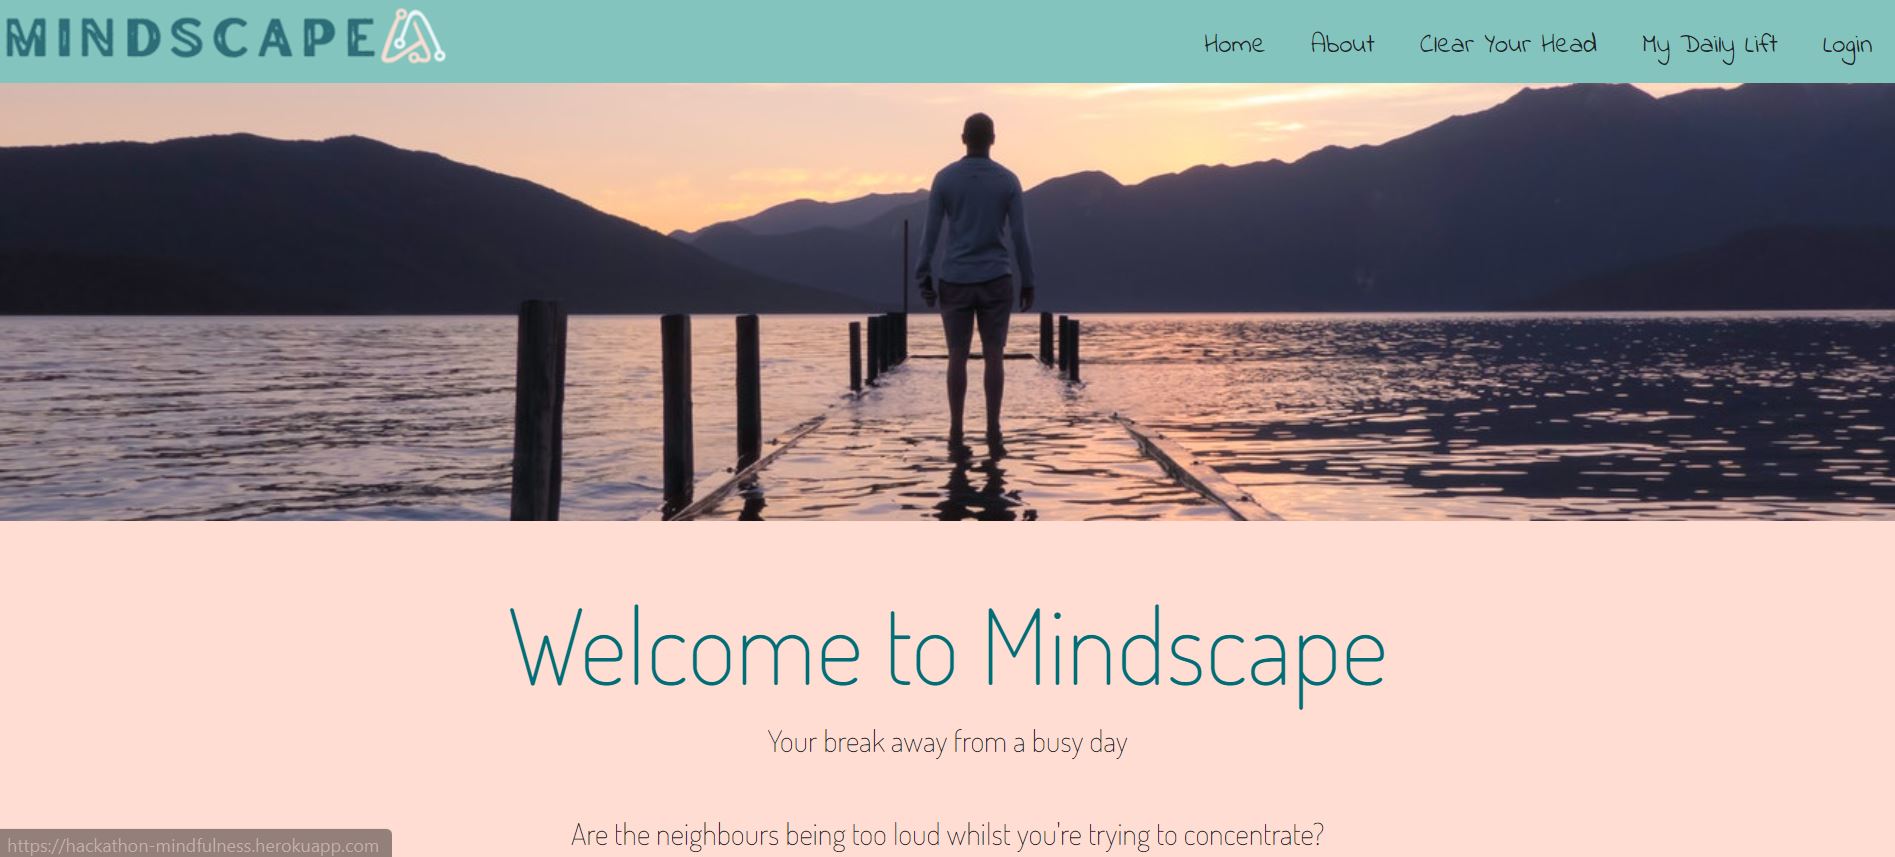 MINDSCAPE
Home About Clear Your Head My Daily Lift Login
Welcome to Mindscape
Your break away from a busy day
Are the neighbours being too loud whilst you're trying to concentrate?
https://hackathon-mindfulness.herokuapp.com